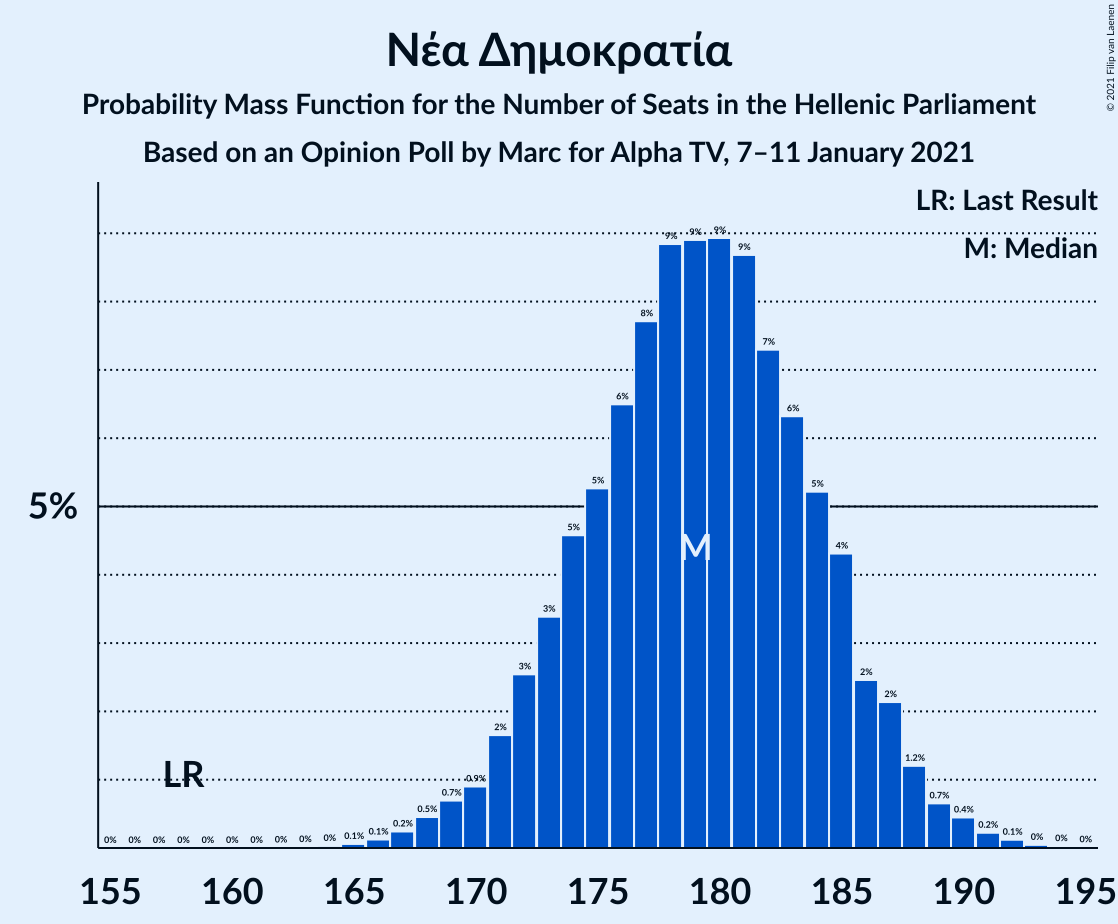 Νέα Δημοκρατία
Probability Mass Function for the Number of Seats in the Hellenic Parliament
Based on an Opinion Poll by Marc for Alpha TV, 7–11 January 2021
© 2021 Filip van Laenen
LR: Last Result
M: Median
5%
LR
M
0% 0% 0% 0% 0% 0% 0% 0% 0% 0% 0.1% 0.1% 0.2% 0.5% 0.7% 0.9% 2% 3% 3% 5% 5% 6% 8% 9% 9% 9% 9% 7% 6% 5% 4% 2% 2% 1.2% 0.7% 0.4% 0.2% 0.1% 0% 0% 0%
155 160 165 170 175 180 185 190 195